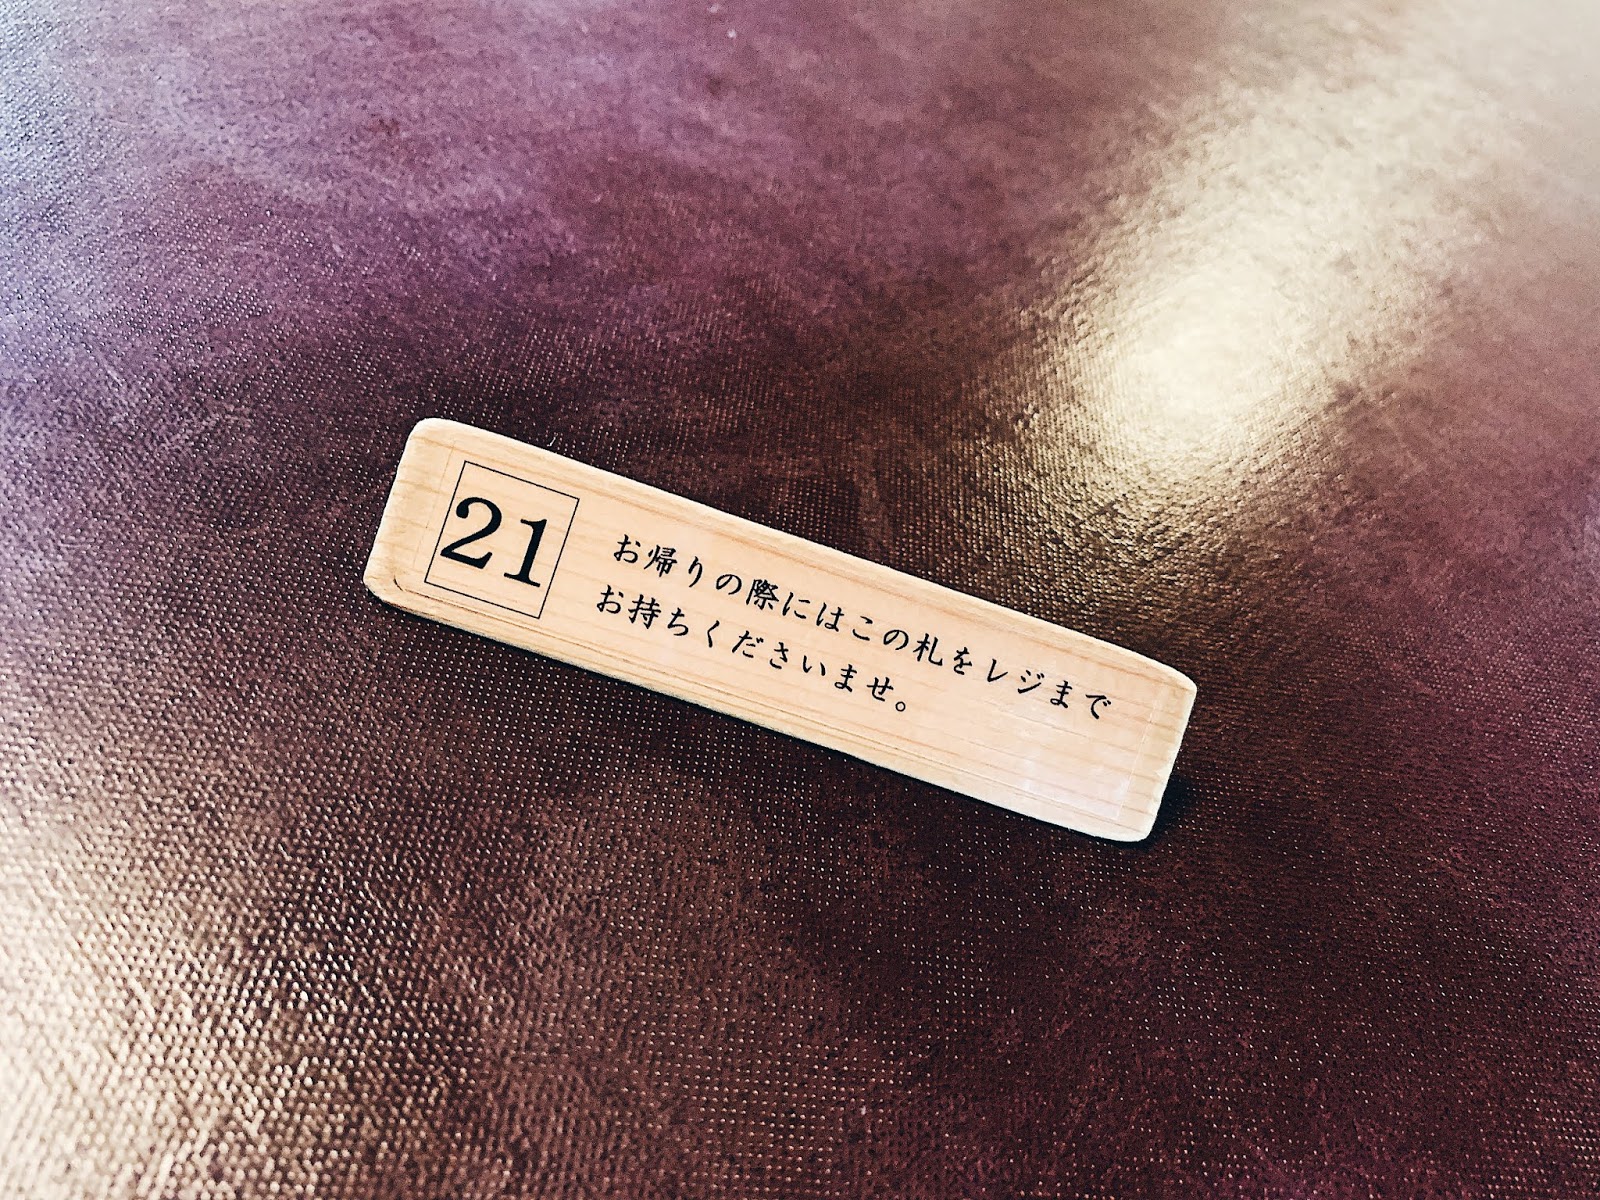 21
お帰りの際にはこの札をレジまで
お持ちくださいませ。